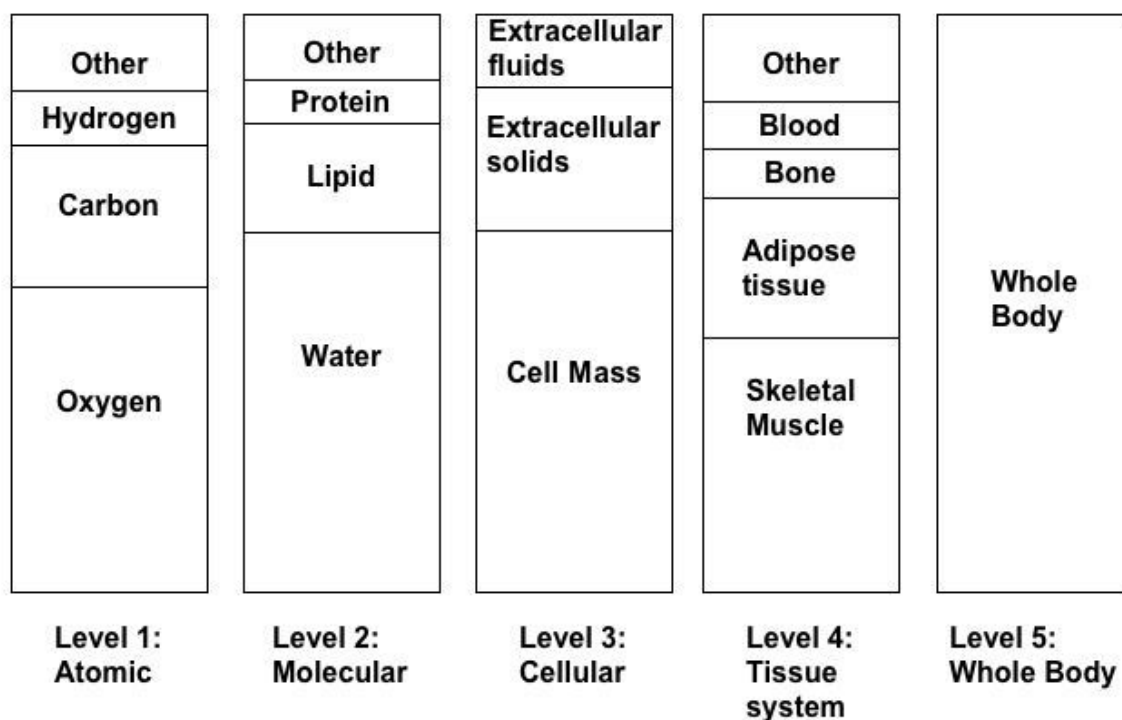 Other
Hydrogen
Carbon
Oxygen
Level 1:
Atomic
Other
Protein
Lipid
Water
Level 2:
Molecular
Extracellular
fluids
Extracellular
solids
Cell Mass
Level 3:
Cellular
Other
Blood
Bone
Adipose
tissue
Skeletal
Muscle
Level 4:
Tissue
system
Whole
Body
Level 5:
Whole Body